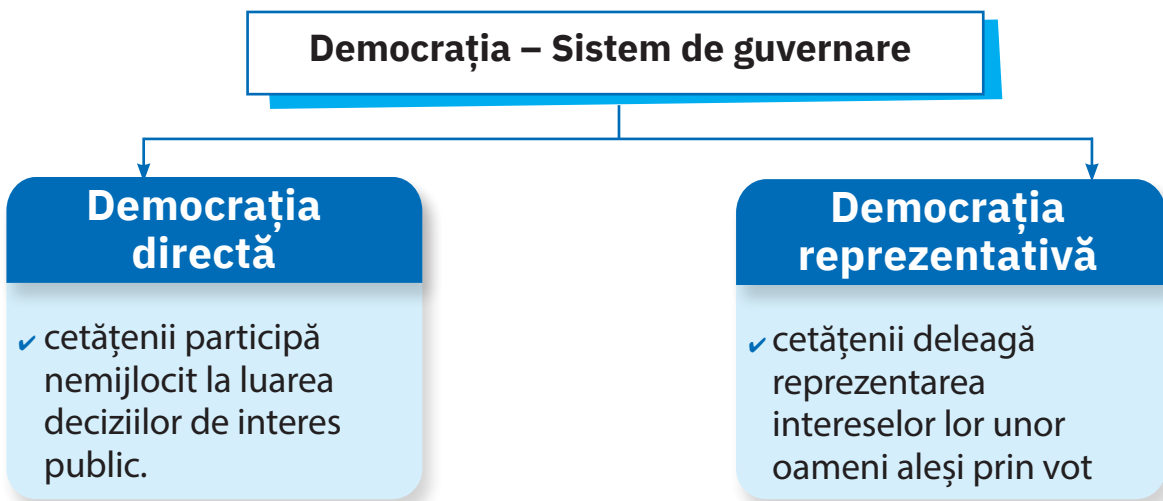 Democrația – Sistem de guvernare
Democrația
directă
✔ cetățenii participă
nemijlocit la luarea
deciziilor de interes
public.
Democrația
reprezentativă
✔ cetățenii deleagă
reprezentarea
intereselor lor unor
oameni aleși prin vot